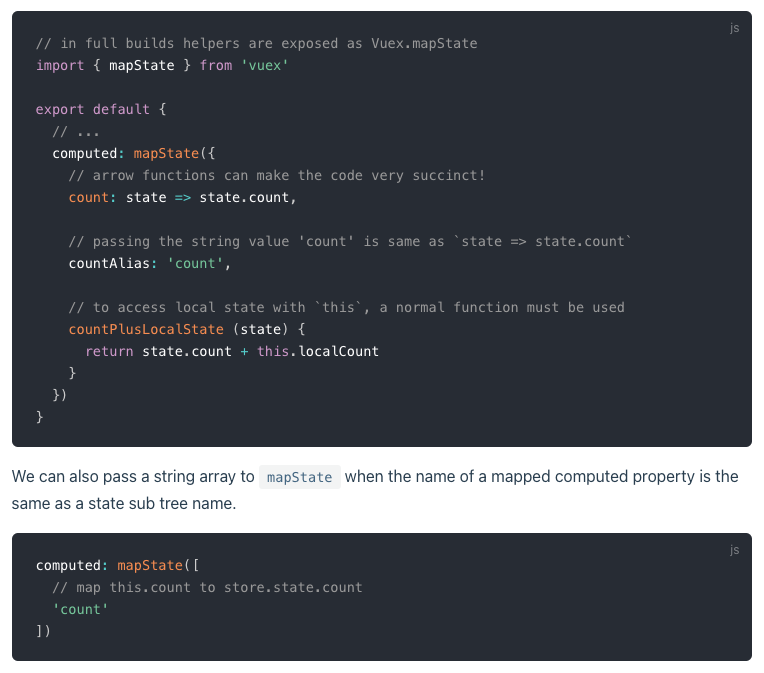 js
// in full builds helpers are exposed as Vuex.mapState
import { mapState } from 'vuex'
export default {
  // ...
  computed: mapState({
    // arrow functions can make the code very succinct!
    count: state => state.count,
    // passing the string value 'count' is same as `state => state.count`
    countAlias: 'count',
    // to access local state with `this`, a normal function must be used
    countPlusLocalState (state) {
      return state.count + this.localCount
    }
  })
}
We can also pass a string array to mapState when the name of a mapped computed property is the
same as a state sub tree name.
js
computed: mapState([
  // map this.count to store.state.count
  'count'
])